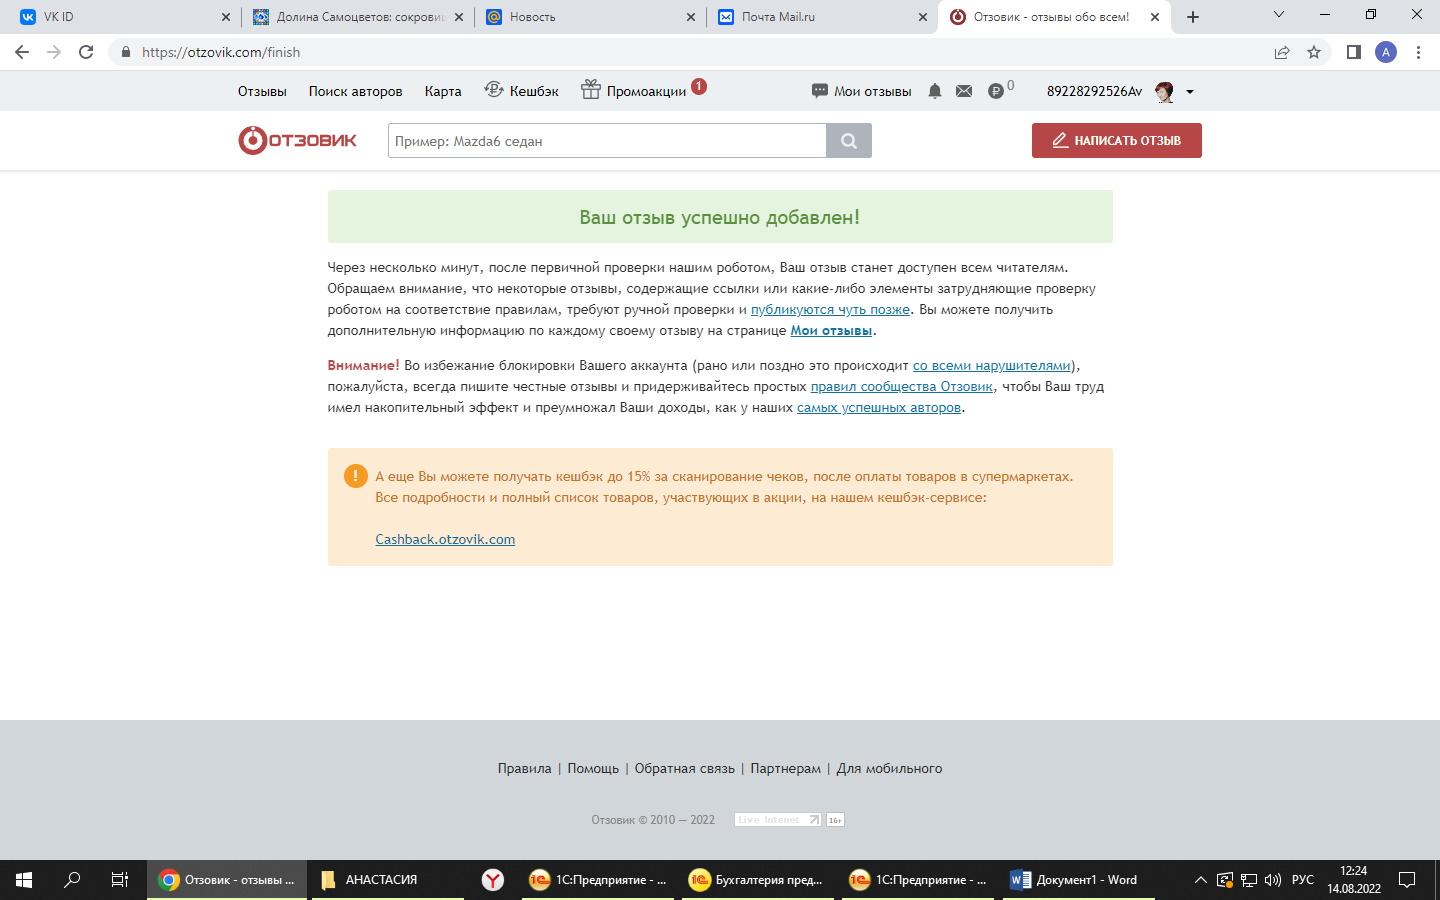 VK ID
Долина Самоцветов: сокровищ
Новость
Почта Mail.ru
Отзовик - отзывы обо всем!
https://otzovik.com/finish
A
Отзывы
Поиск авторов
Карта
Кешбэк
Промоакции 1
Мои отзывы
0
89228292526Av
ОТЗОВИК
Пример: Mazda6 седан
НАПИСАТЬ ОТЗЫВ
Ваш отзыв успешно добавлен!
Через несколько минут, после первичной проверки нашим роботом, Ваш отзыв станет доступен всем читателям.
Обращаем внимание, что некоторые отзывы, содержащие ссылки или какие-либо элементы затрудняющие проверку
роботом на соответствие правилам, требуют ручной проверки и публикуются чуть позже. Вы можете получить
дополнительную информацию по каждому своему отзыву на странице Мои отзывы.
Внимание! Во избежание блокировки Вашего аккаунта (рано или поздно это происходит со всеми нарушителями),
пожалуйста, всегда пишите честные отзывы и придерживайтесь простых правил сообщества Отзовик, чтобы Ваш труд
имел накопительный эффект и преумножал Ваши доходы, как у наших самых успешных авторов.
А еще Вы можете получать кешбэк до 15% за сканирование чеков, после оплаты товаров в супермаркетах.
Все подробности и полный список товаров, участвующих в акции, на нашем кешбэк-сервисе:
Cashback.otzovik.com
Правила | Помощь | Обратная связь | Партнерам | Для мобильного
Отзовик © 2010 — 2022
Live Intenet
16+
Отзовик - отзывы ...
АНАСТАСИЯ
1С:Предприятие - ...
Бухгалтерия пред...
1С:Предприятие - ...
Документ1 - Word
РУС
12:24
14.08.2022